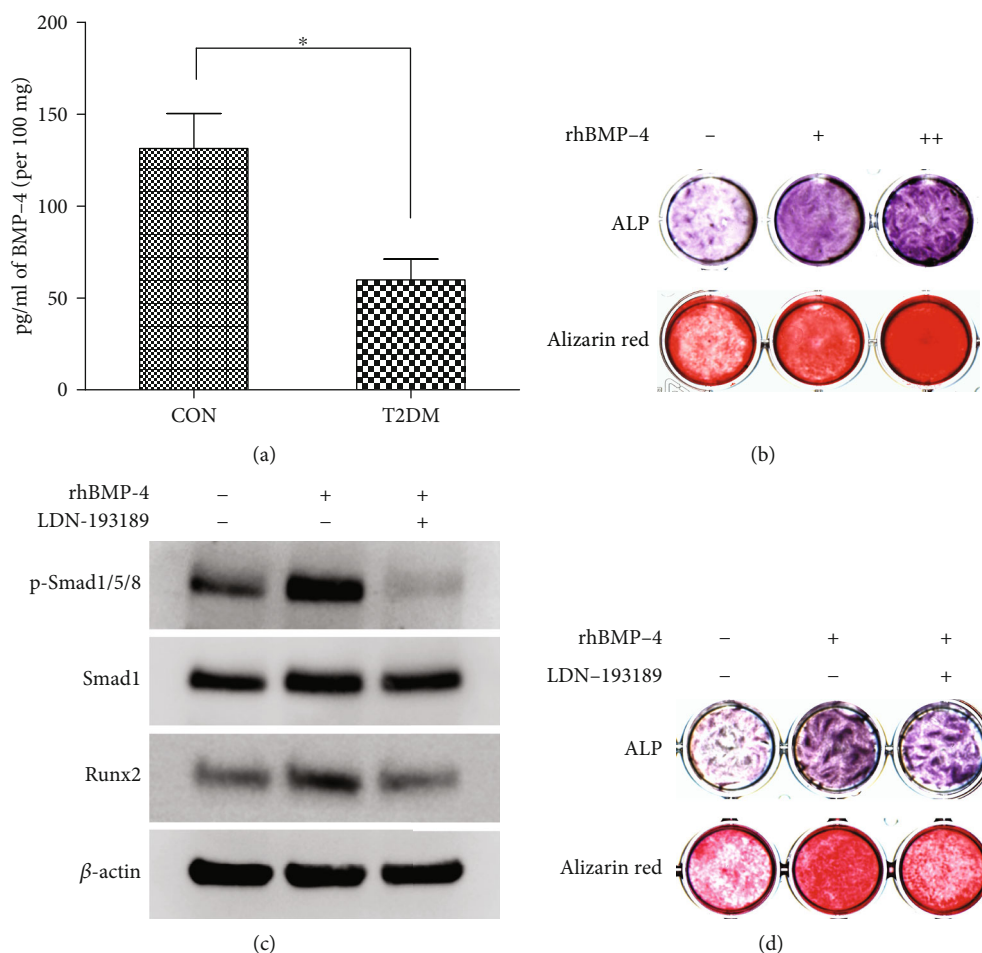 200
150
100
50
0
pg/ml of BMP–4 (per 100 mg)
*
CON
T2DM
(a)
rhBMP–4 – + ++
ALP
Alizarin red
(b)
rhBMP-4 – + +
LDN-193189 – – +
p-Smad1/5/8
Smad1
Runx2
β-actin
(c)
rhBMP–4 – + +
LDN–193189 – – +
ALP
Alizarin red
(d)